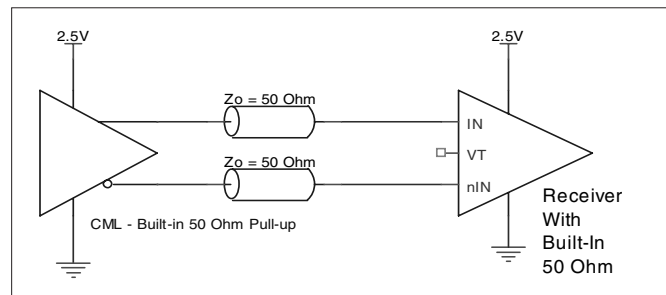 2.5V
2.5V
Zo = 50 Ohm
IN
VT
Zo = 50 Ohm
nIN
CML - Built-in 50 Ohm Pull-up
Receiver
With
Built-In
50 Ohm